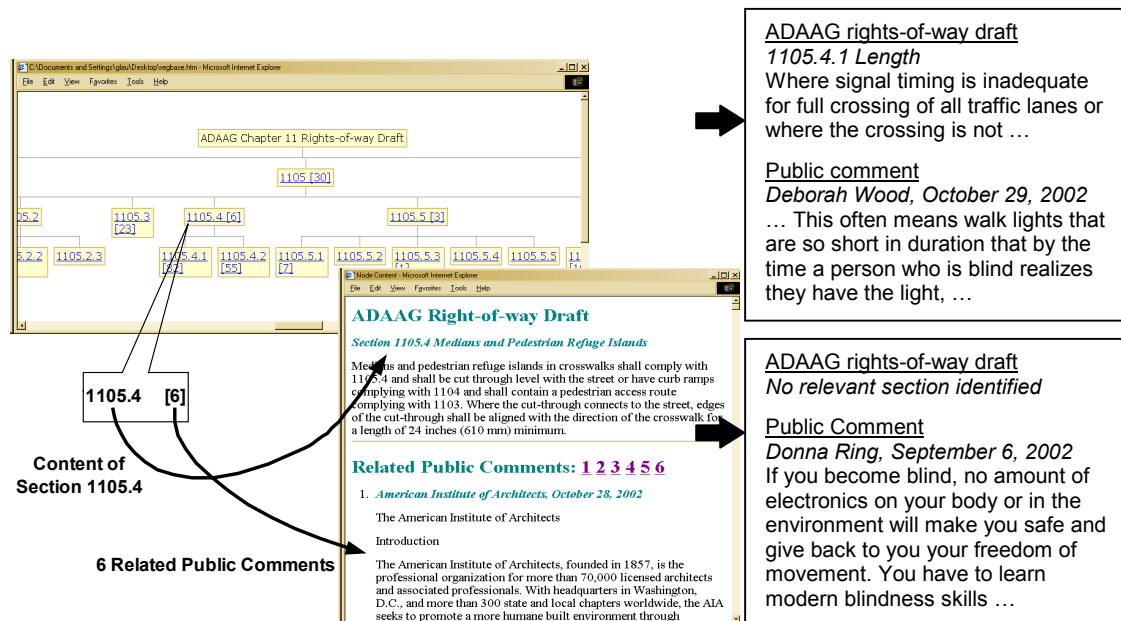 C:\Documents and Settings\glau\Desktop\regbase.htm - Microsoft Internet Explorer
File Edit View Favorites Tools Help
ADAAG Chapter 11 Rights-of-way Draft
1105 [30]
05.2
1105.3
[23]
1105.4 [6]
1105.5 [3]
5.2.2
1105.2.3
1105.4.1
[32]
1105.4.2
[55]
1105.5.1
[7]
1105.5.2
1105.5.3
[1]
1105.5.4
1105.5.5
11
1105.4 [6]
Content of
Section 1105.4
6 Related Public Comments
Node Content - Microsoft Internet Explorer
File Edit View Favorites Tools Help
ADAAG Right-of-way Draft
Section 1105.4 Medians and Pedestrian Refuge Islands
Medians and pedestrian refuge islands in crosswalks shall comply with
1105.4 and shall be cut through level with the street or have curb ramps
complying with 1104 and shall contain a pedestrian access route
complying with 1103. Where the cut-through connects to the street, edges
of the cut-through shall be aligned with the direction of the crosswalk for
a length of 24 inches (610 mm) minimum.
Related Public Comments: 1 2 3 4 5 6
1. American Institute of Architects, October 28, 2002
The American Institute of Architects
Introduction
The American Institute of Architects, founded in 1857, is the
professional organization for more than 70,000 licensed architects
and associated professionals. With headquarters in Washington,
D.C., and more than 300 state and local chapters worldwide, the AIA
seeks to promote a more humane built environment through
ADAAG rights-of-way draft
1105.4.1 Length
Where signal timing is inadequate
for full crossing of all traffic lanes or
where the crossing is not …
Public comment
Deborah Wood, October 29, 2002
… This often means walk lights that
are so short in duration that by the
time a person who is blind realizes
they have the light, …
ADAAG rights-of-way draft
No relevant section identified
Public Comment
Donna Ring, September 6, 2002
If you become blind, no amount of
electronics on your body or in the
environment will make you safe and
give back to you your freedom of
movement. You have to learn
modern blindness skills …